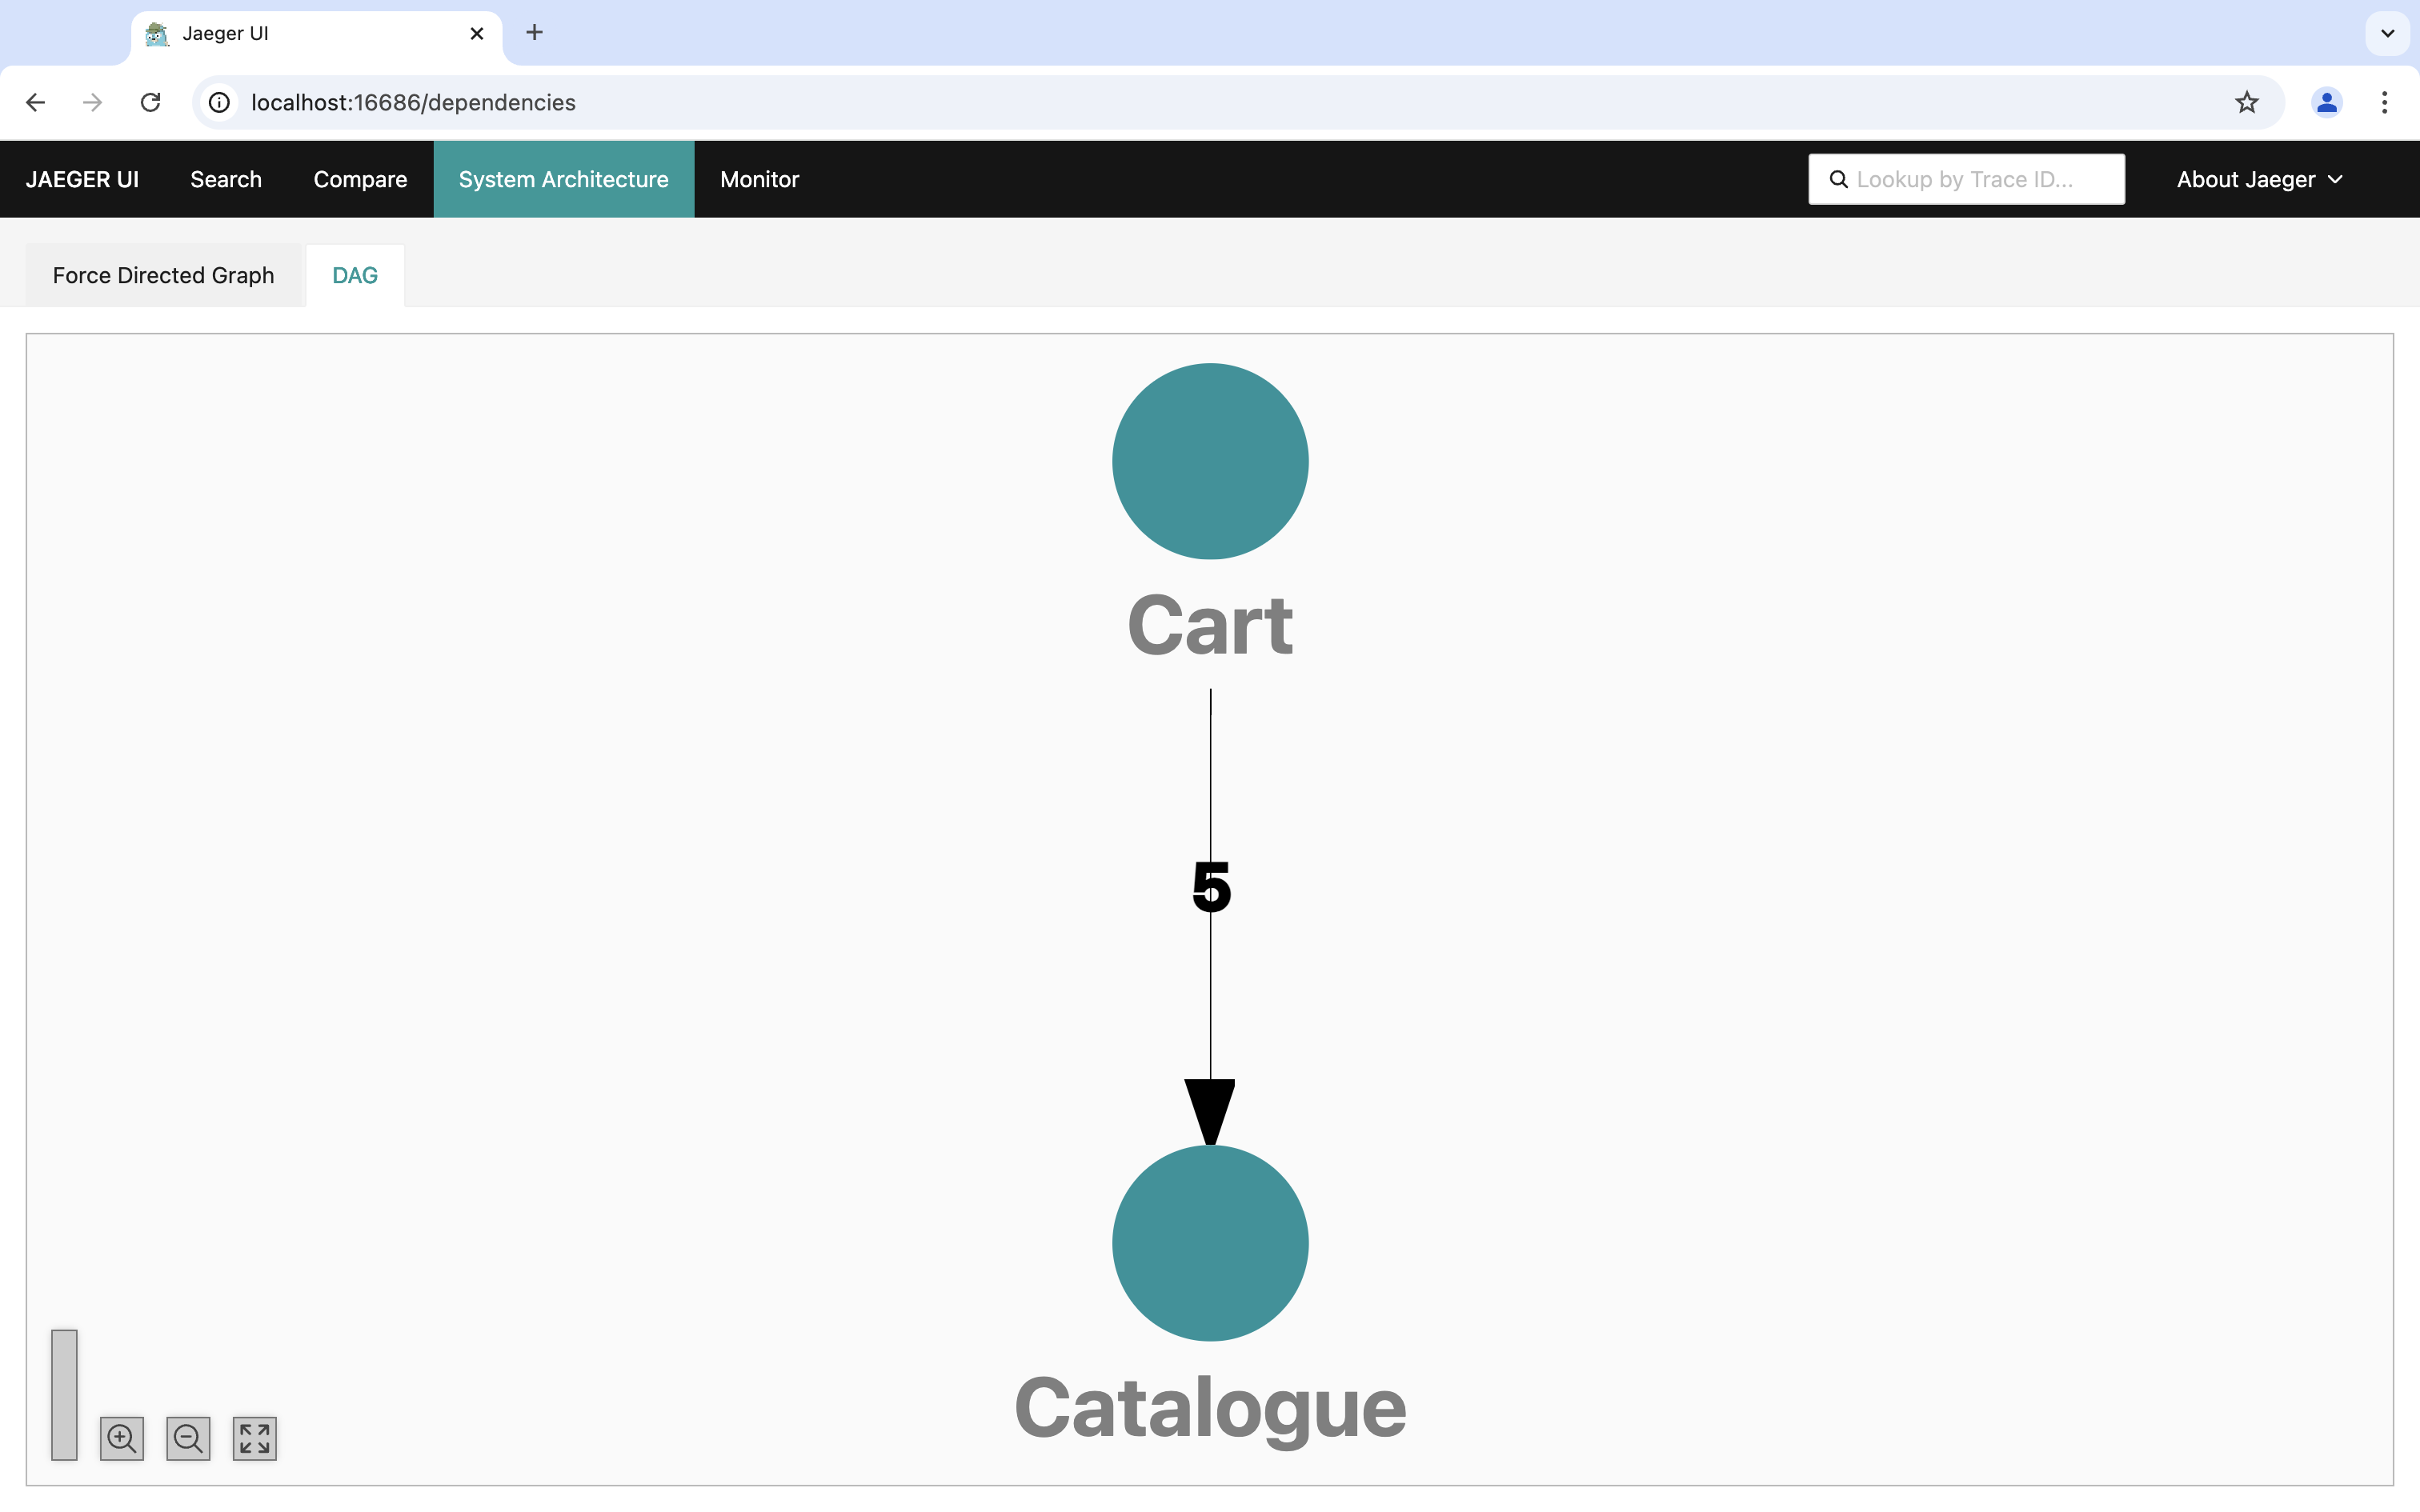 Jaeger UI
localhost:16686/dependencies
JAEGER UI Search Compare System Architecture Monitor Lookup by Trace ID... About Jaeger
Force Directed Graph DAG
Cart
5
Catalogue